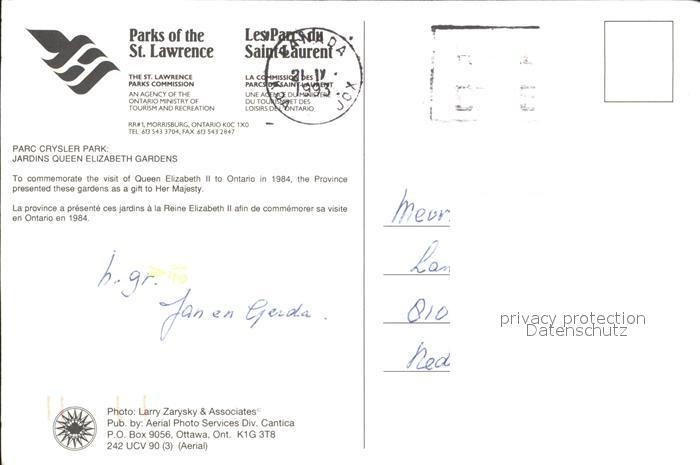 Parks of the
St. Lawrence
Les Parcs du
Saint-Laurent
THE ST. LAWRENCE
PARKS COMMISSION
AN AGENCY OF THE
ONTARIO MINISTRY OF
TOURISM AND RECREATION
LA COMMISSION DES
PARCS DU SAINT-LAURENT
UNE AGENCE DU MINISTÈRE
DU TOURISME ET DES
LOISIRS DE L'ONTARIO
RR#1, MORRISBURG, ONTARIO K0C 1X0
TEL 613 543 3704, FAX 613 543 2847
CANADA
PARC CRYSLER PARK:
JARDINS QUEEN ELIZABETH GARDENS
To commemorate the visit of Queen Elizabeth II to Ontario in 1984, the Province
presented these gardens as a gift to Her Majesty.
La province a présenté ces jardins à la Reine Elizabeth II afin de commémorer sa visite
en Ontario en 1984.
h. gr.
Jan en Gerda.
Mevr.
Lan
Ned
privacy protection
Datenschutz
Photo: Larry Zarysky & Associates©
Pub. by: Aerial Photo Services Div. Cantica
P.O. Box 9056, Ottawa, Ont. K1G 3T8
242 UCV 90 (3) (Aerial)